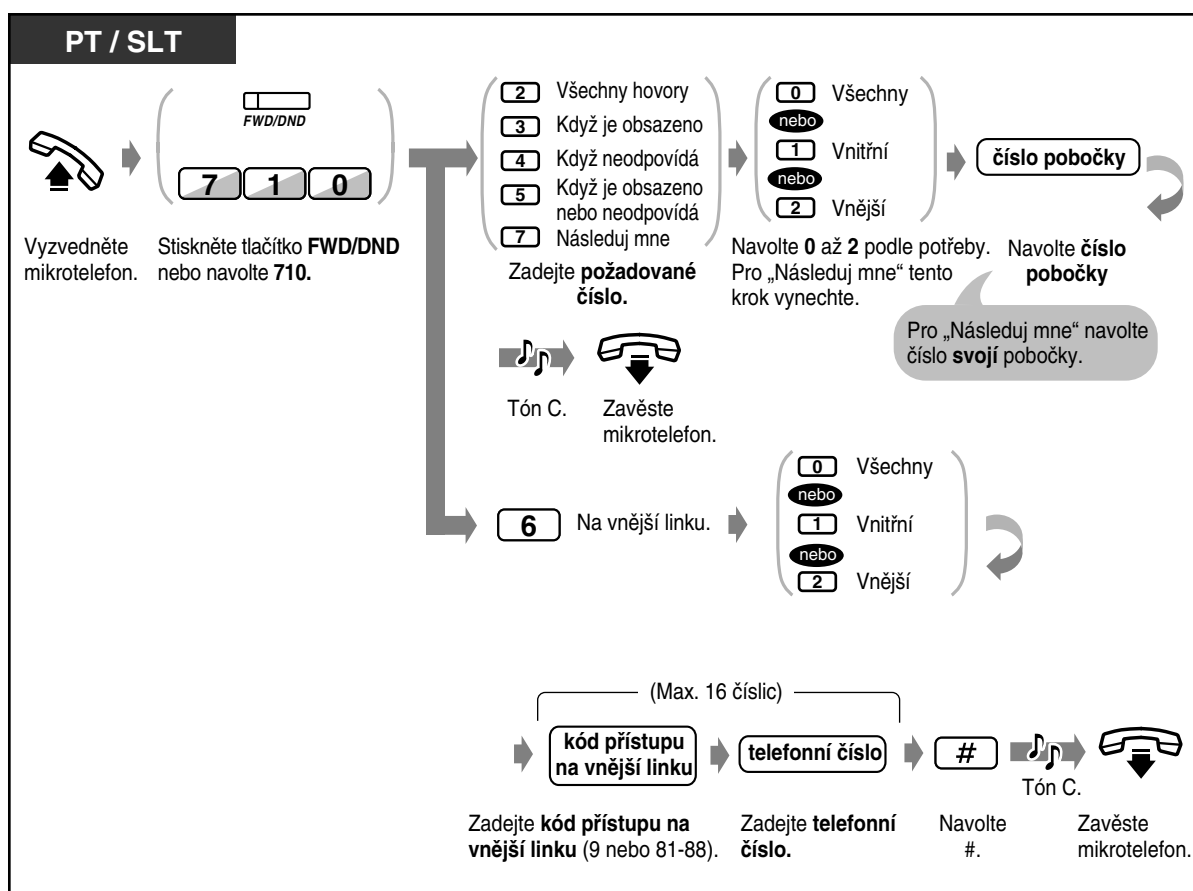 PT / SLT
FWD/DND
7 1 0
Vyzvedněte
mikrotelefon.
Stiskněte tlačítko FWD/DND
nebo navolte 710.
2 Všechny hovory
3 Když je obsazeno
4 Když neodpovídá
5 Když je obsazeno
nebo neodpovídá
7 Následuj mne
Zadejte požadované
číslo.
0 Všechny
nebo
1 Vnitřní
nebo
2 Vnější
Navolte 0 až 2 podle potřeby.
Pro „Následuj mne“ tento
krok vynechte.
číslo pobočky
Navolte číslo
pobočky
Pro „Následuj mne“ navolte
číslo svojí pobočky.
Tón C.
Zavěste
mikrotelefon.
6 Na vnější linku.
0 Všechny
nebo
1 Vnitřní
nebo
2 Vnější
(Max. 16 číslic)
kód přístupu
na vnější linku
telefonní číslo
#
Tón C.
Zadejte kód přístupu na
vnější linku (9 nebo 81-88).
Zadejte telefonní
číslo.
Navolte
#.
Zavěste
mikrotelefon.